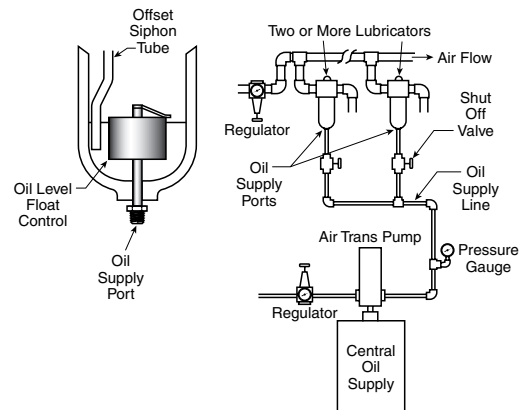 Offset
Siphon
Tube
Oil Level
Float
Control
Oil
Supply
Port
Two or More Lubricators
Air Flow
Regulator
Shut
Off
Valve
Oil
Supply
Ports
Oil
Supply
Line
Air Trans Pump
Pressure
Gauge
Regulator
Central
Oil
Supply